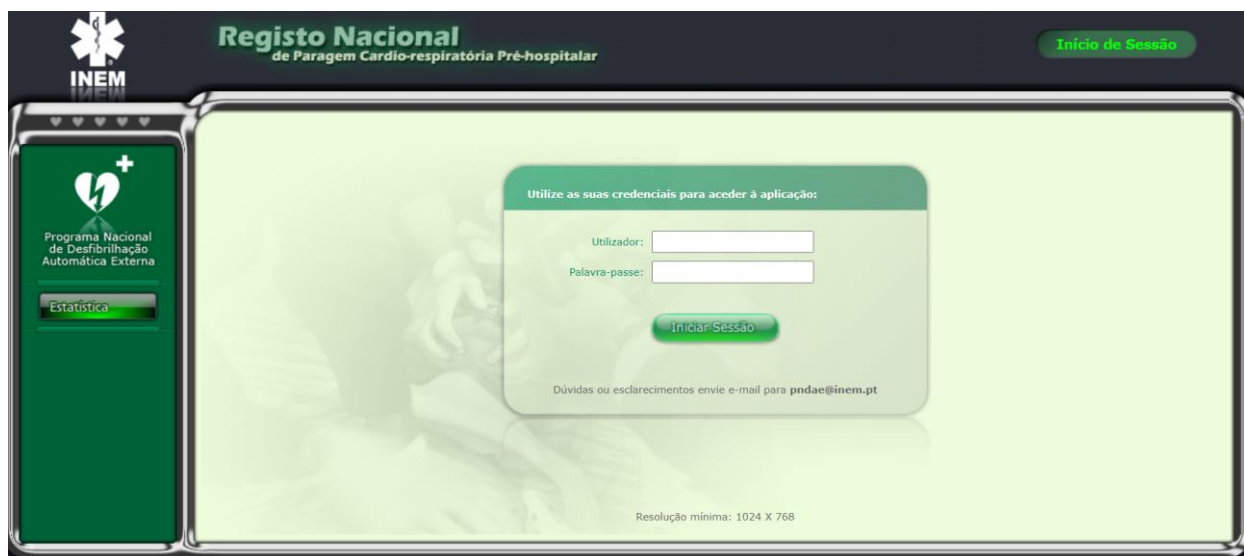 INEM
Registo Nacional
de Paragem Cardio-respiratória Pré-hospitalar
Início de Sessão
Programa Nacional
de Desfibrilhação
Automática Externa
Estatística
Utilize as suas credenciais para aceder à aplicação:
Utilizador:
Palavra-passe:
Iniciar Sessão
Dúvidas ou esclarecimentos envie e-mail para pndae@inem.pt
Resolução mínima: 1024 X 768